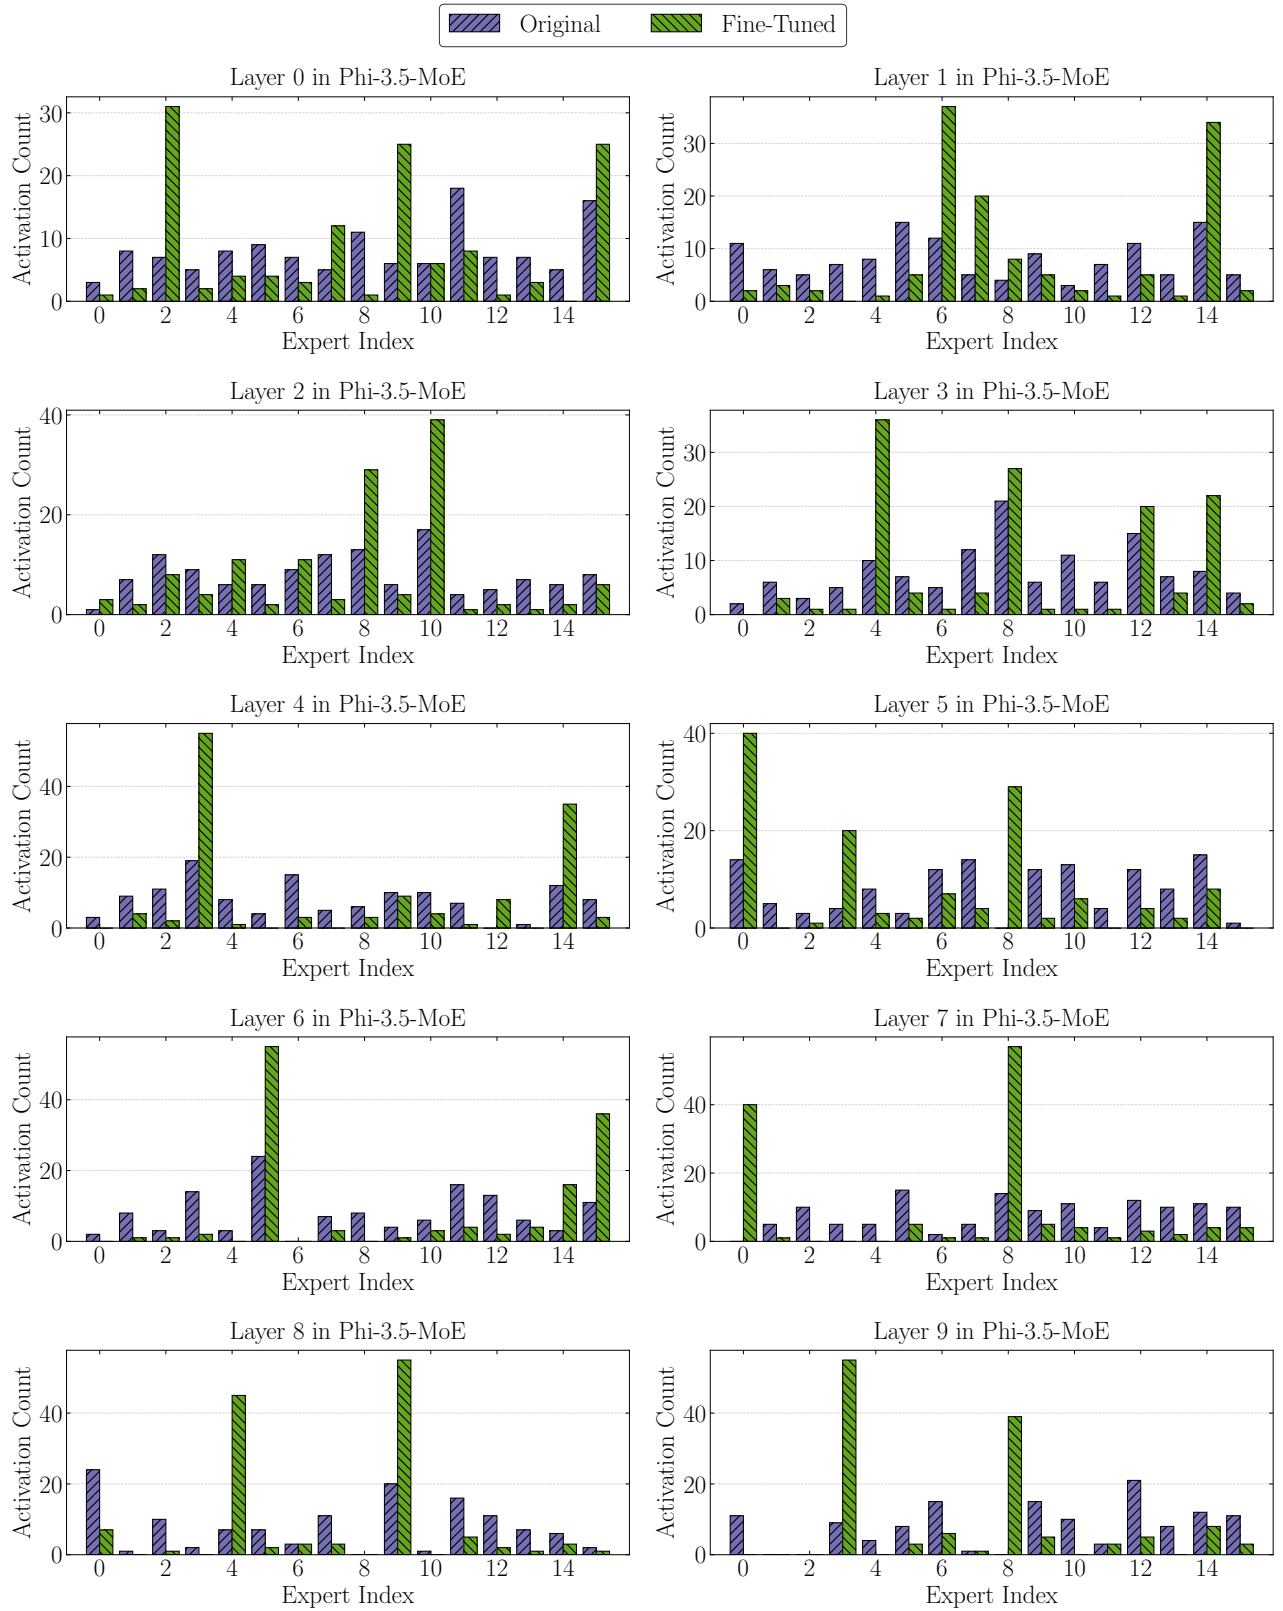 Original Fine-Tuned
Layer 0 in Phi-3.5-MoE
Activation Count
0 10 20 30
0 2 4 6 8 10 12 14
Expert Index
Layer 1 in Phi-3.5-MoE
Activation Count
0 10 20 30
0 2 4 6 8 10 12 14
Expert Index
Layer 2 in Phi-3.5-MoE
Activation Count
0 20 40
0 2 4 6 8 10 12 14
Expert Index
Layer 3 in Phi-3.5-MoE
Activation Count
0 10 20 30
0 2 4 6 8 10 12 14
Expert Index
Layer 4 in Phi-3.5-MoE
Activation Count
0 20 40
0 2 4 6 8 10 12 14
Expert Index
Layer 5 in Phi-3.5-MoE
Activation Count
0 20 40
0 2 4 6 8 10 12 14
Expert Index
Layer 6 in Phi-3.5-MoE
Activation Count
0 20 40
0 2 4 6 8 10 12 14
Expert Index
Layer 7 in Phi-3.5-MoE
Activation Count
0 20 40
0 2 4 6 8 10 12 14
Expert Index
Layer 8 in Phi-3.5-MoE
Activation Count
0 20 40
0 2 4 6 8 10 12 14
Expert Index
Layer 9 in Phi-3.5-MoE
Activation Count
0 20 40
0 2 4 6 8 10 12 14
Expert Index